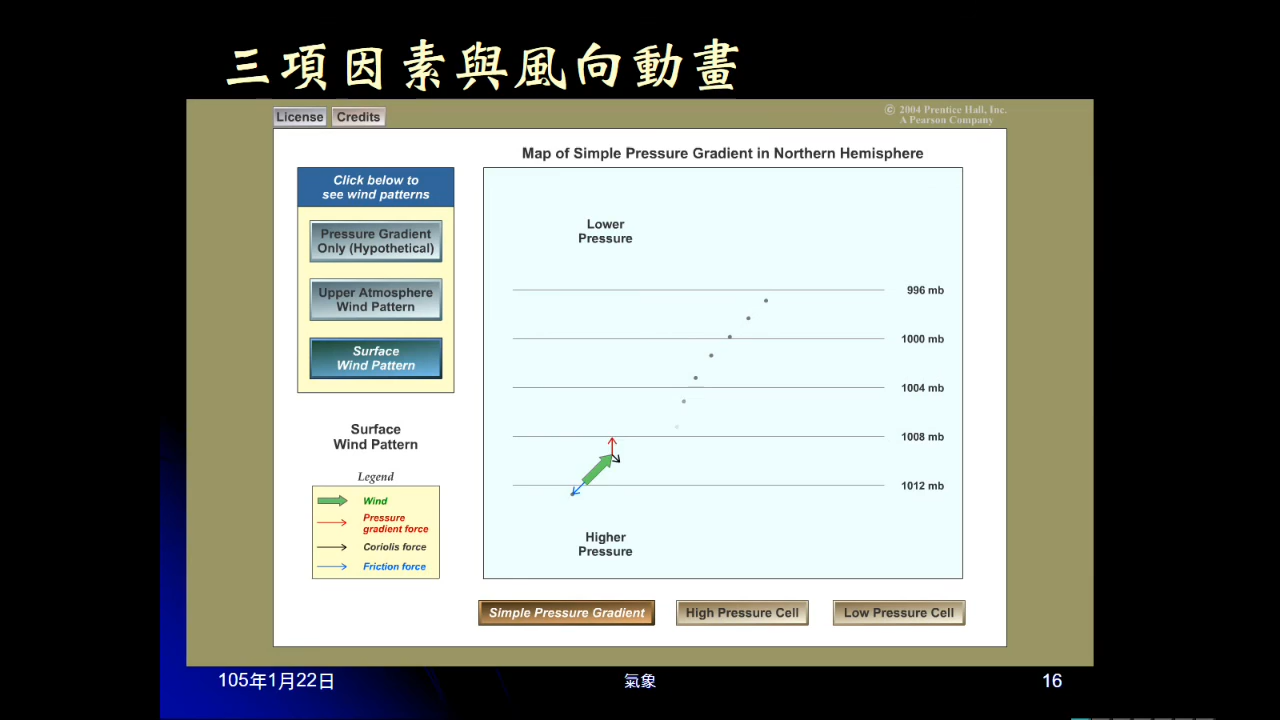 三項因素與風向動畫
License
Credits
© 2004 Prentice Hall, Inc.
A Pearson Company
Map of Simple Pressure Gradient in Northern Hemisphere
Click below to
see wind patterns
Pressure Gradient
Only (Hypothetical)
Upper Atmosphere
Wind Pattern
Surface
Wind Pattern
Surface
Wind Pattern
Legend
Wind
Pressure
gradient force
Coriolis force
Friction force
Lower
Pressure
996 mb
1000 mb
1004 mb
1008 mb
1012 mb
Higher
Pressure
Simple Pressure Gradient
High Pressure Cell
Low Pressure Cell
105年1月22日
氣象
16